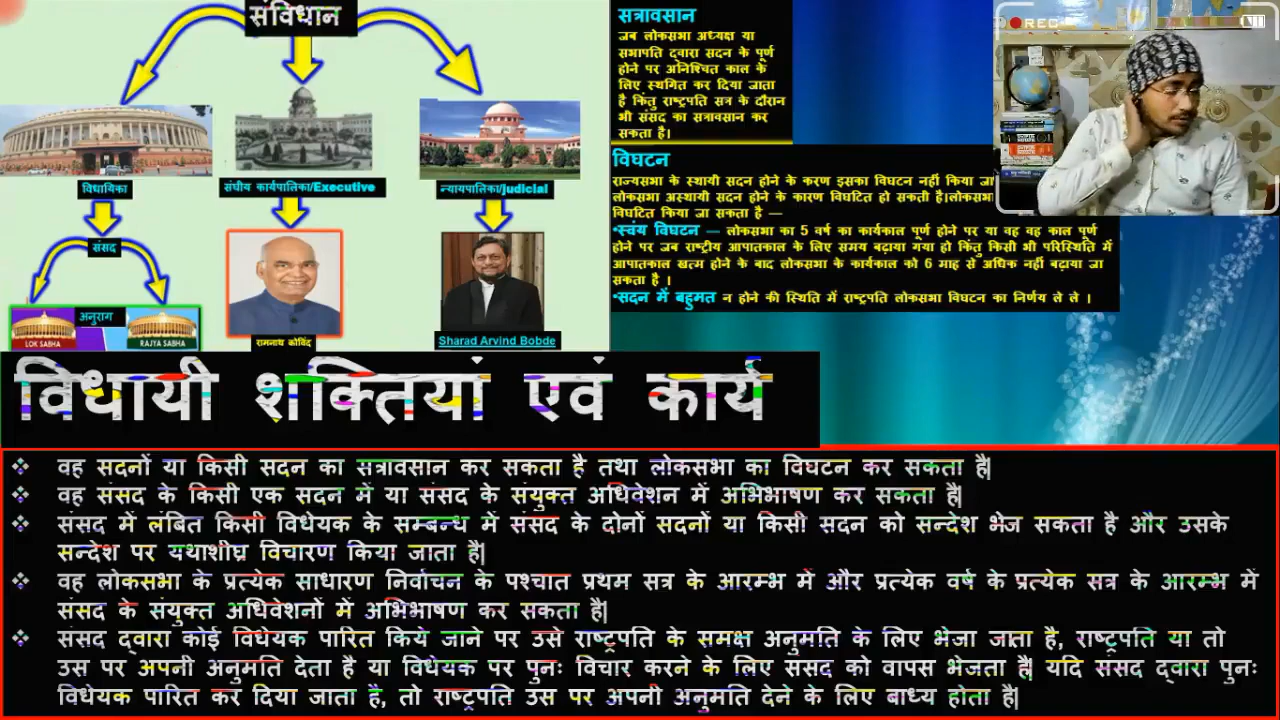 संविधान
विधायिका
संघीय कार्यपालिका/Executive
न्यायपालिका/Judicial
संसद
अनुराग
LOK SABHA
RAJYA SABHA
रामनाथ कोविंद
Sharad Arvind Bobde
सत्रावसान
जब लोकसभा अध्यक्ष या
सभापति द्वारा सदन के पूर्ण
होने पर अनिश्चित काल के
लिए स्थगित कर दिया जाता
है किंतु राष्ट्रपति सत्र के दौरान
भी संसद का सत्रावसान कर
सकता है।
REC
विघटन
राज्यसभा के स्थायी सदन होने के करण इसका विघटन नहीं किया जा
लोकसभा अस्थायी सदन होने के कारण विघटित हो सकती है।लोकसभ
विघटित किया जा सकता है —
•स्वंय विघटन — लोकसभा का 5 वर्ष का कार्यकाल पूर्ण होने पर या वह वह काल पूर्ण
होने पर जब राष्ट्रीय आपातकाल के लिए समय बढ़ाया गया हो किंतु किसी भी परिस्थिति में
आपातकाल खत्म होने के बाद लोकसभा के कार्यकाल को 6 माह से अधिक नहीं बढ़ाया जा
सकता है ।
•सदन में बहुमत न होने की स्थिति में राष्ट्रपति लोकसभा विघटन का निर्णय ले ले ।
विधायी शक्तियां एवं कार्य
❖ वह सदनों या किसी सदन का सत्रावसान कर सकता है तथा लोकसभा का विघटन कर सकता है|
❖ वह संसद के किसी एक सदन में या संसद के संयुक्त अधिवेशन में अभिभाषण कर सकता है|
❖ संसद में लंबित किसी विधेयक के सम्बन्ध में संसद के दोनों सदनों या किसी सदन को सन्देश भेज सकता है और उसके
सन्देश पर यथाशीघ्र विचारण किया जाता है|
❖ वह लोकसभा के प्रत्येक साधारण निर्वाचन के पश्चात प्रथम सत्र के आरम्भ में और प्रत्येक वर्ष के प्रत्येक सत्र के आरम्भ में
संसद के संयुक्त अधिवेशनों में अभिभाषण कर सकता है|
❖ संसद द्वारा कोई विधेयक पारित किये जाने पर उसे राष्ट्रपति के समक्ष अनुमति के लिए भेजा जाता है, राष्ट्रपति या तो
उस पर अपनी अनुमति देता है या विधेयक पर पुनः विचार करने के लिए संसद को वापस भेजता है| यदि संसद द्वारा पुनः
विधेयक पारित कर दिया जाता है, तो राष्ट्रपति उस पर अपनी अनुमति देने के लिए बाध्य होता है|